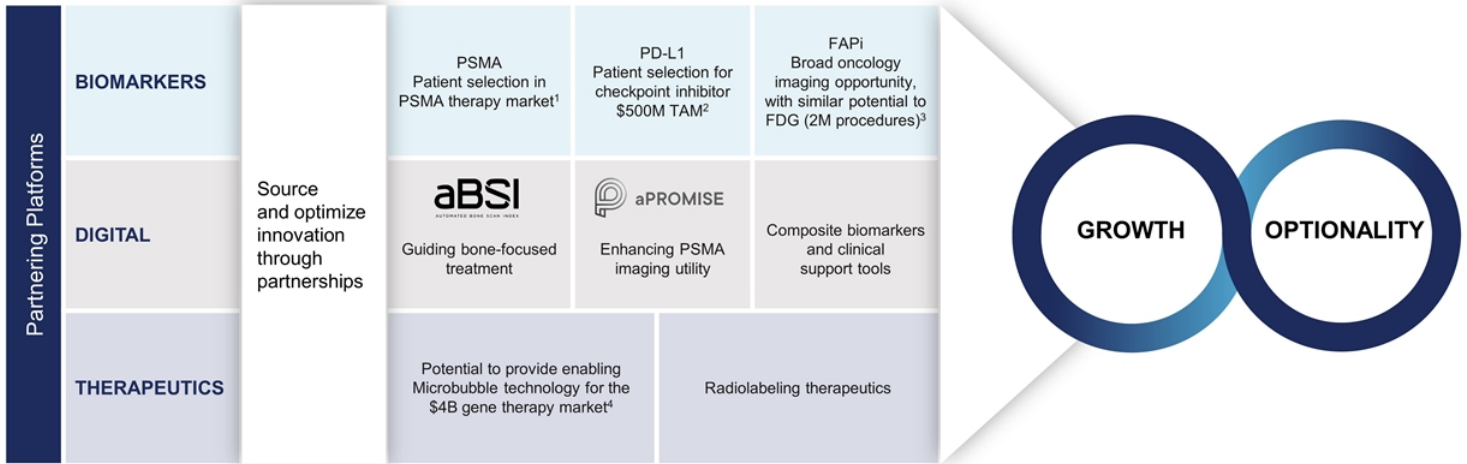 Partnering Platforms
BIOMARKERS
Source
and optimize
innovation
through
partnerships
PSMA
Patient selection in
PSMA therapy market¹
PD-L1
Patient selection for
checkpoint inhibitor
$500M TAM²
FAPi
Broad oncology
imaging opportunity,
with similar potential to
FDG (2M procedures)³
DIGITAL
aBSI
AUTOMATED BONE SCAN INDEX
Guiding bone-focused
treatment
aPROMISE
Enhancing PSMA
imaging utility
Composite biomarkers
and clinical
support tools
THERAPEUTICS
Potential to provide enabling
Microbubble technology for the
$4B gene therapy market⁴
Radiolabeling therapeutics
GROWTH
OPTIONALITY